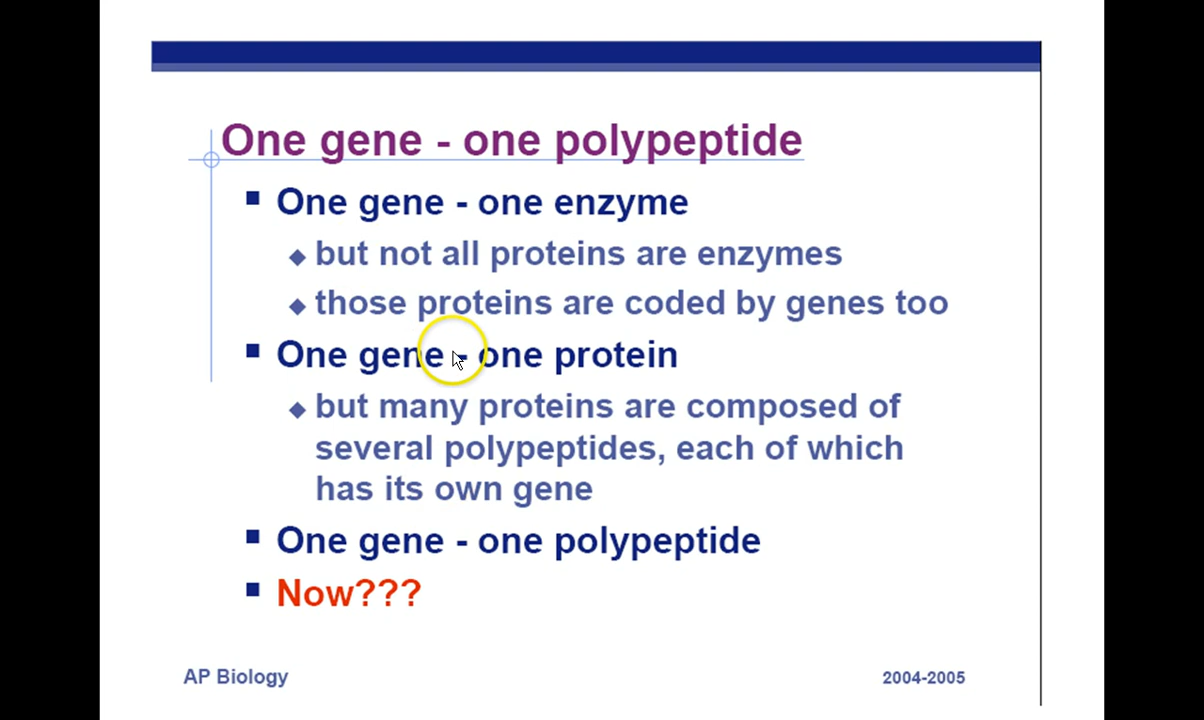 One gene - one polypeptide
One gene - one enzyme
but not all proteins are enzymes
those proteins are coded by genes too
One gene - one protein
but many proteins are composed of
several polypeptides, each of which
has its own gene
One gene - one polypeptide
Now???
AP Biology
2004-2005